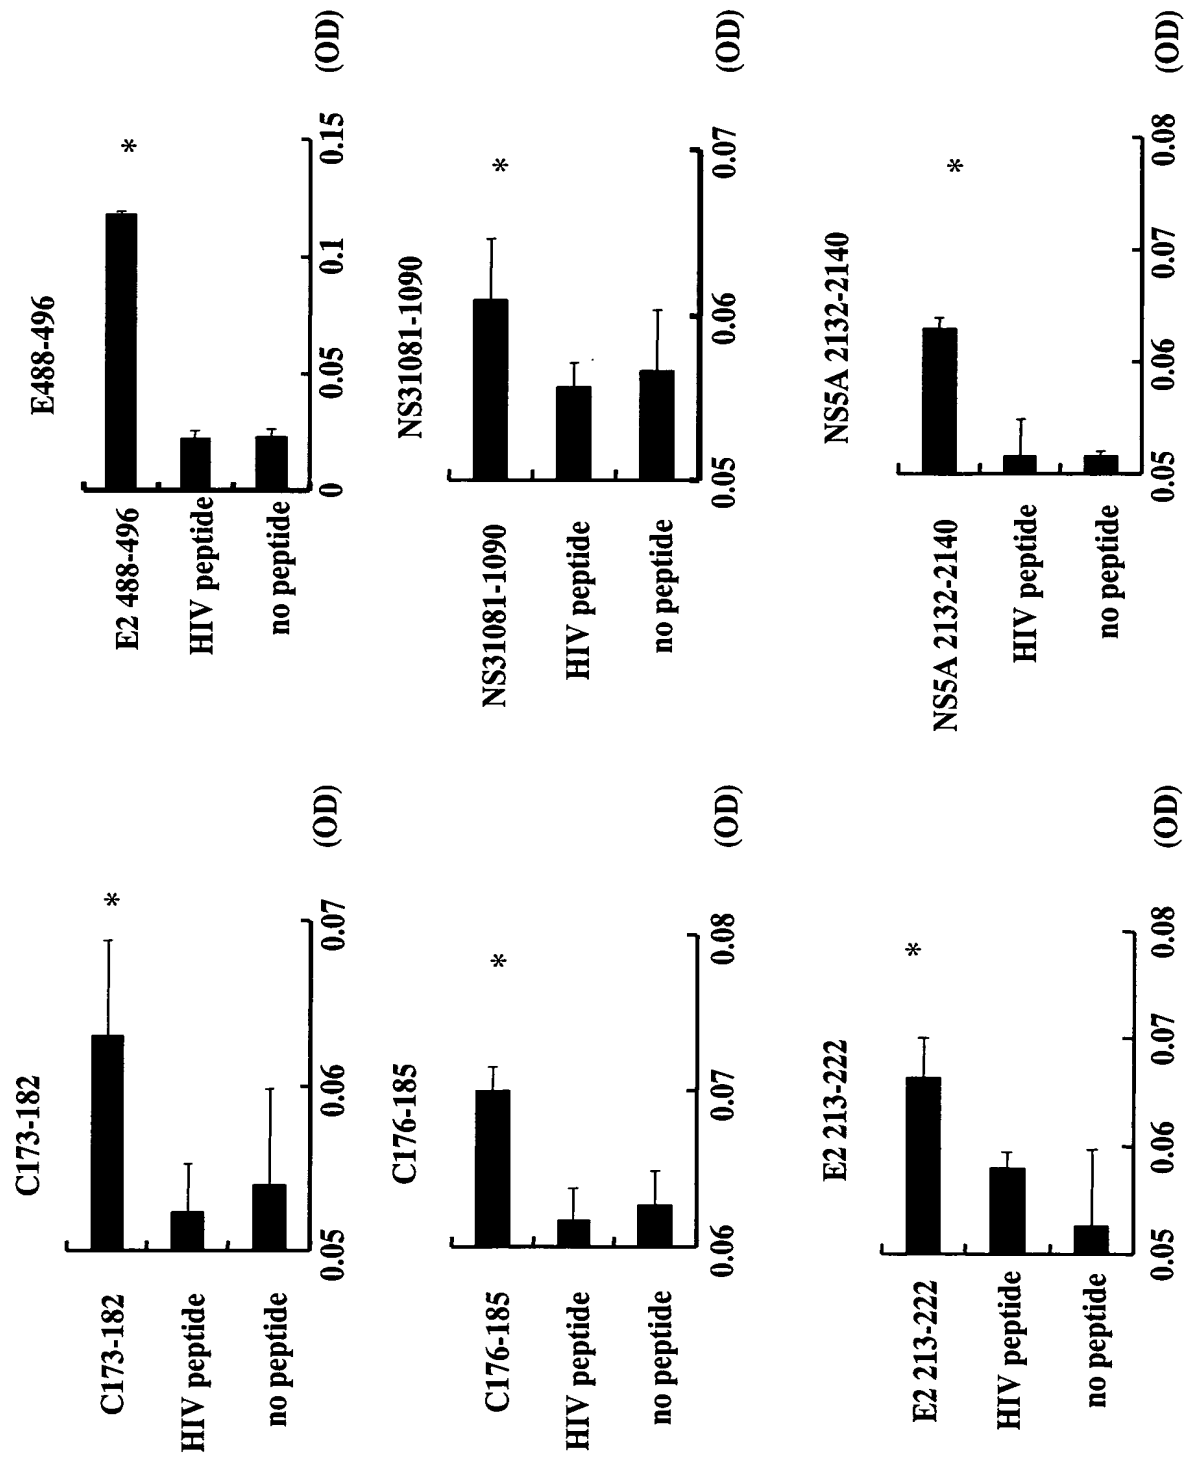 C173-182
C173-182 *
HIV peptide
no peptide
0.05 0.06 0.07 (OD)
E488-496
E2 488-496 *
HIV peptide
no peptide
0 0.05 0.1 0.15 (OD)
C176-185
C176-185 *
HIV peptide
no peptide
0.06 0.07 0.08 (OD)
NS31081-1090
NS31081-1090 *
HIV peptide
no peptide
0.05 0.06 0.07 (OD)
E2 213-222
E2 213-222 *
HIV peptide
no peptide
0.05 0.06 0.07 0.08 (OD)
NS5A 2132-2140
NS5A 2132-2140 *
HIV peptide
no peptide
0.05 0.06 0.07 0.08 (OD)